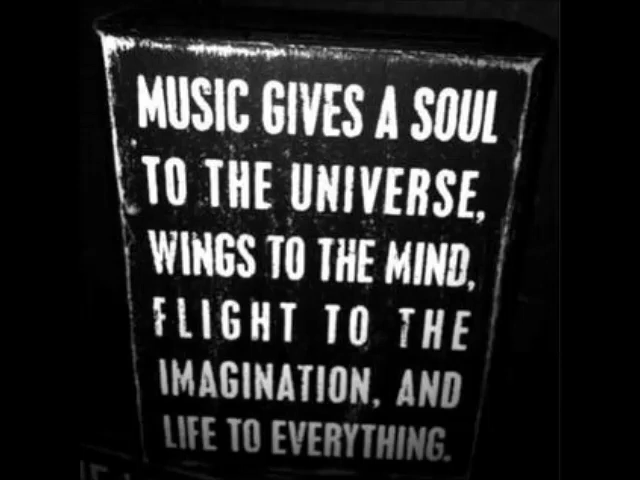 MUSIC GIVES A SOUL
TO THE UNIVERSE,
WINGS TO THE MIND,
FLIGHT TO THE
IMAGINATION, AND
LIFE TO EVERYTHING.